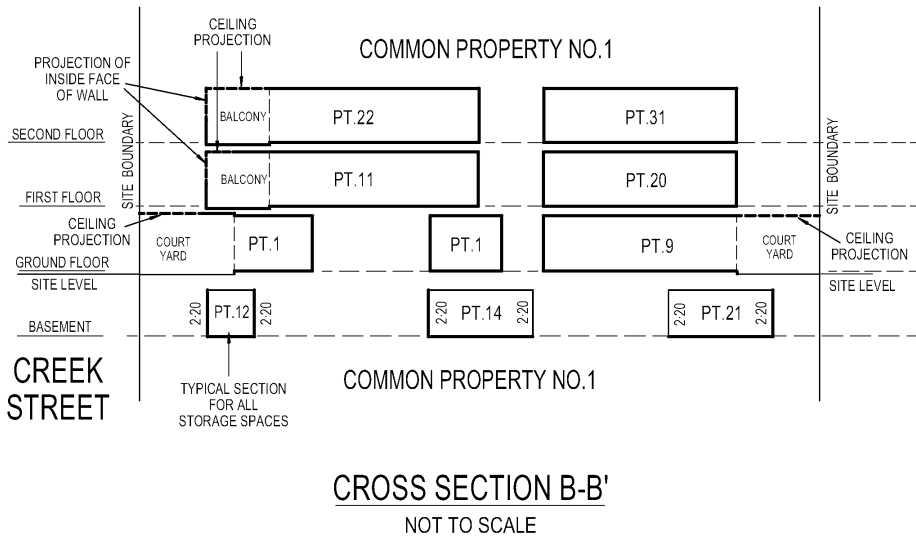 CEILING
PROJECTION
COMMON PROPERTY NO.1
PROJECTION OF
INSIDE FACE
OF WALL
SITE BOUNDARY
BALCONY
PT.22
PT.31
SECOND FLOOR
BALCONY
PT.11
PT.20
SITE BOUNDARY
FIRST FLOOR
CEILING
PROJECTION
COURT
YARD
PT.1
PT.1
PT.9
COURT
YARD
CEILING
PROJECTION
GROUND FLOOR
SITE LEVEL
SITE LEVEL
2·20
PT.12
2·20
2·20
PT.14
2·20
2·20
PT.21
2·20
BASEMENT
CREEK
STREET
TYPICAL SECTION
FOR ALL
STORAGE SPACES
COMMON PROPERTY NO.1
CROSS SECTION B-B'
NOT TO SCALE